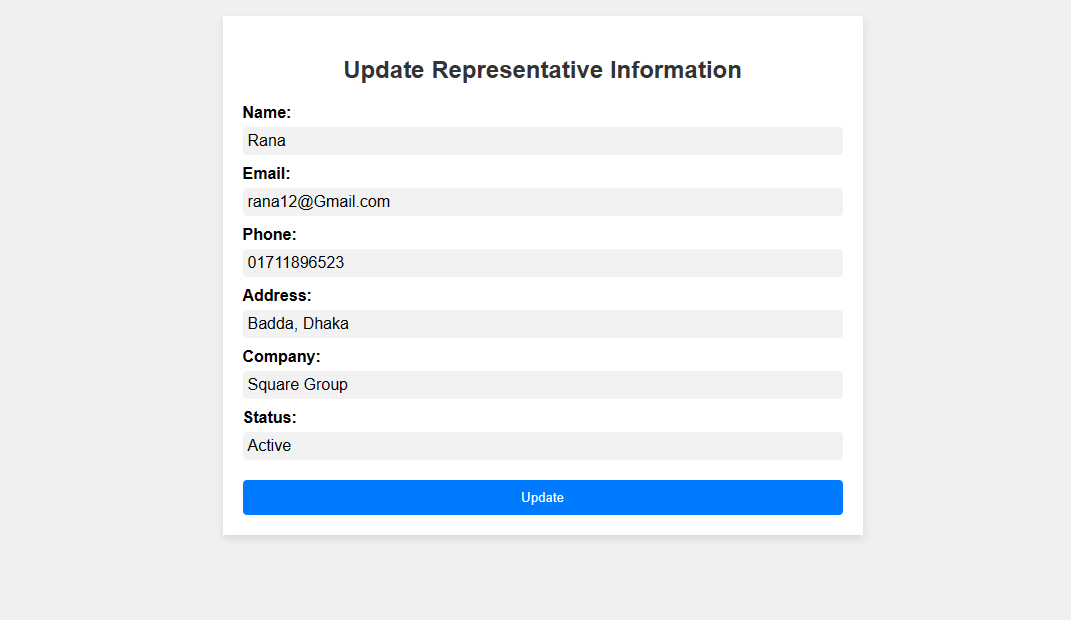 Update Representative Information
Name:
Rana
Email:
rana12@Gmail.com
Phone:
01711896523
Address:
Badda, Dhaka
Company:
Square Group
Status:
Active
Update